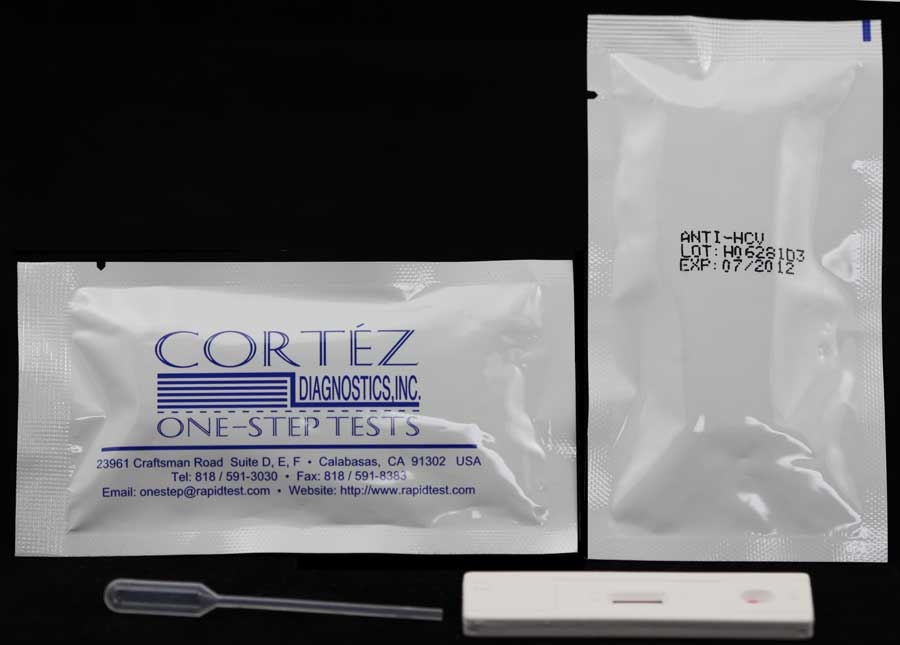 CORTÉZ
DIAGNOSTICS, INC.
ONE-STEP TESTS
23961 Craftsman Road Suite D, E, F • Calabasas, CA 91302 USA
Tel: 818 / 591-3030 • Fax: 818 / 591-8383
Email: onestep@rapidtest.com • Website: http://www.rapidtest.com
ANTI-HCV
LOT: H06281D3
EXP: 07/2012